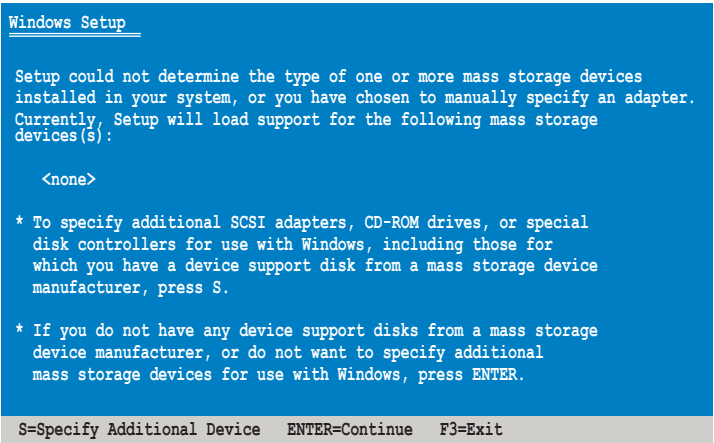 Windows Setup
Setup could not determine the type of one or more mass storage devices
installed in your system, or you have chosen to manually specify an adapter.
Currently, Setup will load support for the following mass storage
devices(s):
<none>
* To specify additional SCSI adapters, CD-ROM drives, or special
disk controllers for use with Windows, including those for
which you have a device support disk from a mass storage device
manufacturer, press S.
* If you do not have any device support disks from a mass storage
device manufacturer, or do not want to specify additional
mass storage devices for use with Windows, press ENTER.
S=Specify Additional Device ENTER=Continue F3=Exit